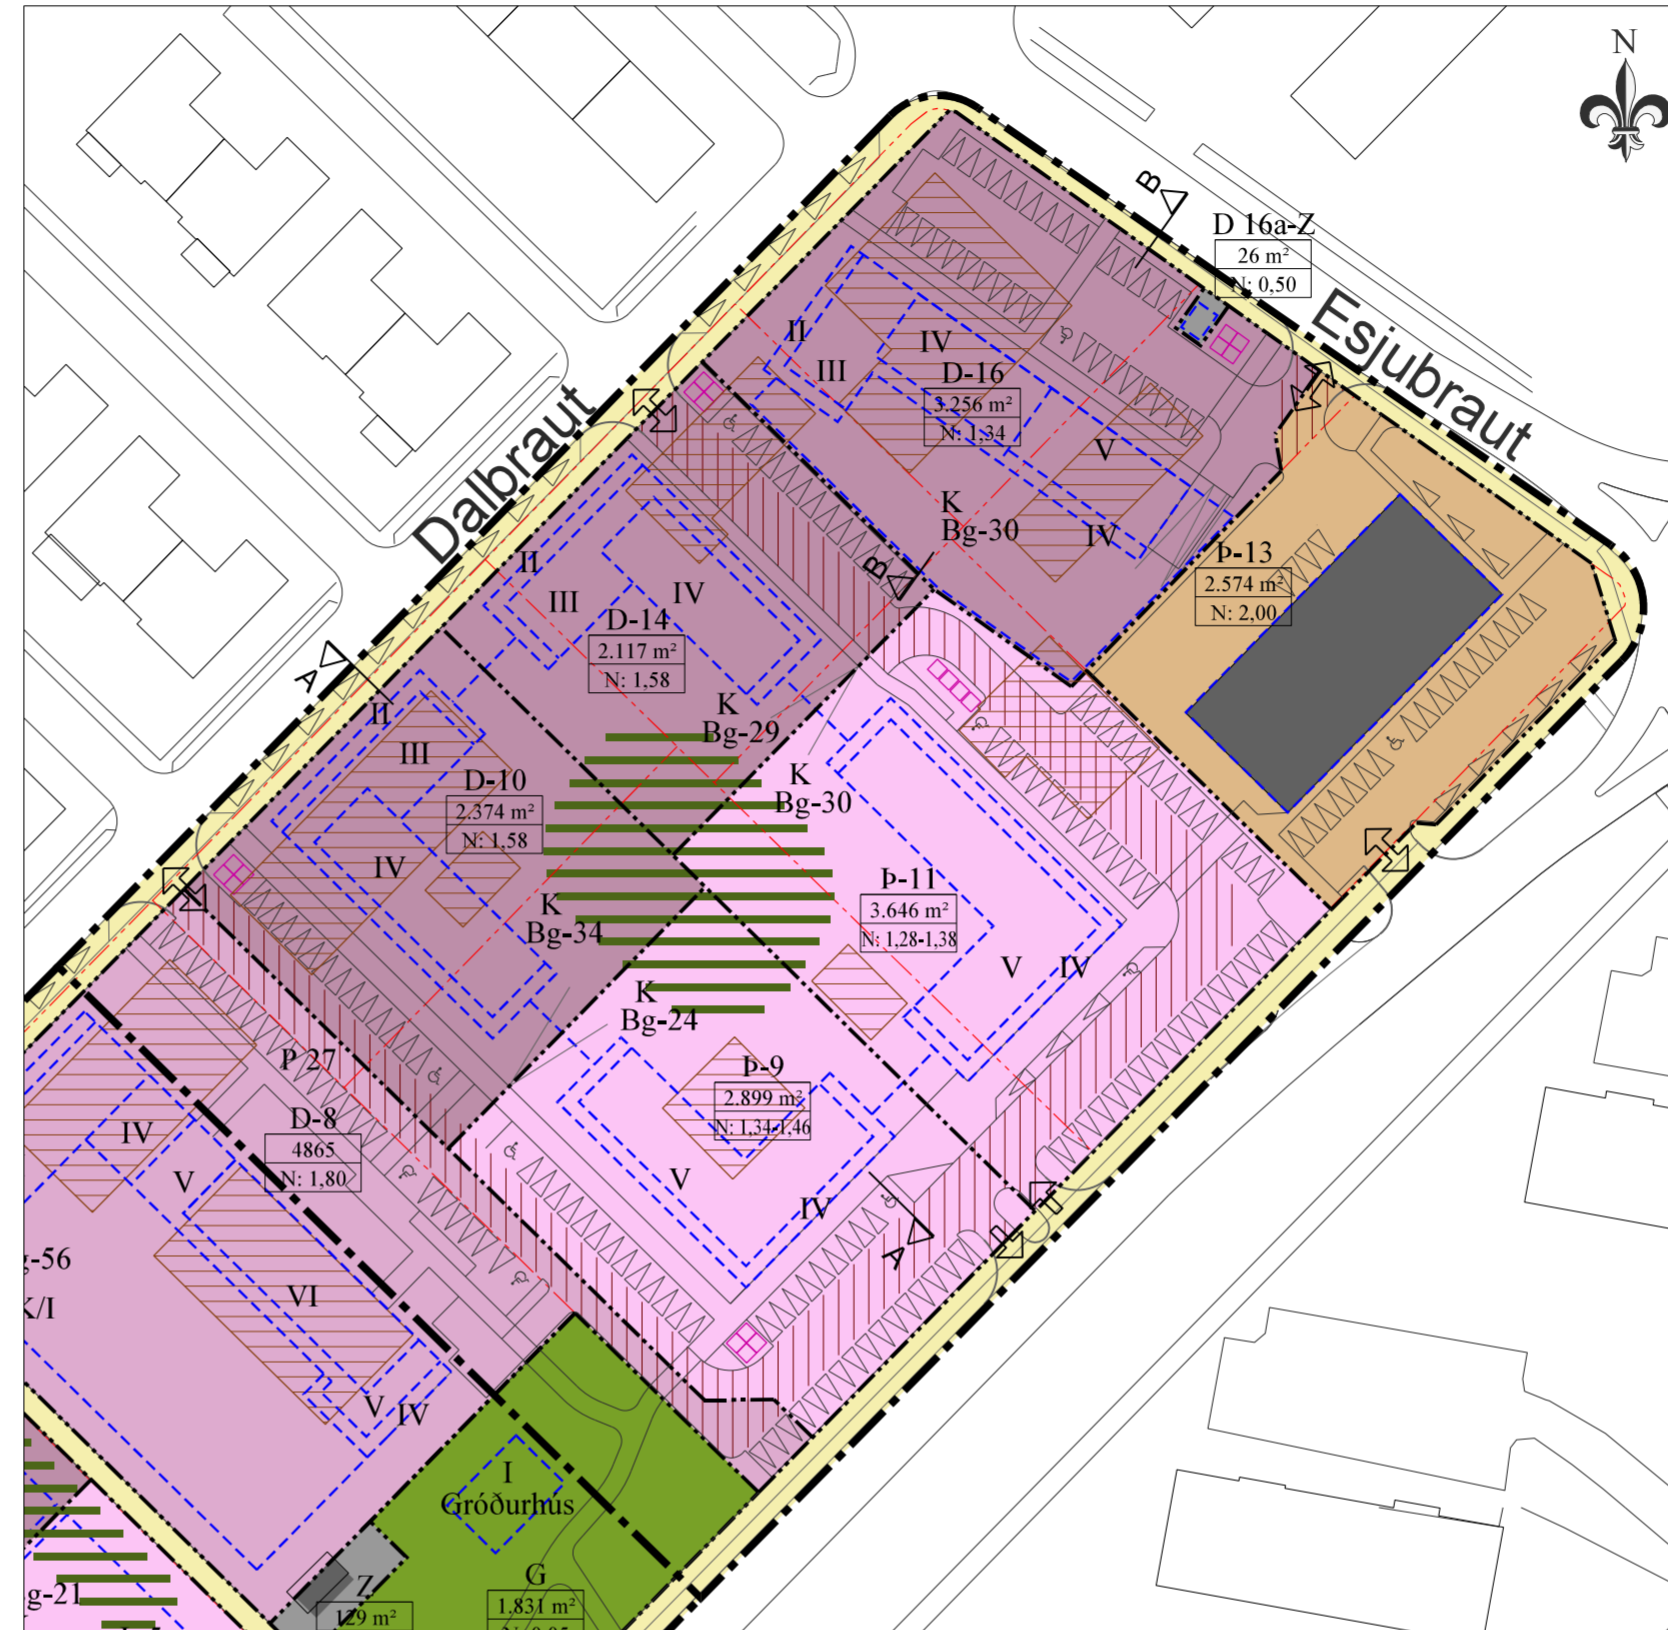 N
B
D 16a-Z
26 m²
N: 0,50
Esjubraut
Dalbraut
II
III
IV
D-16
3.256 m²
N: 1,34
V
K
Bg-30
IV
B
Þ-13
2.574 m²
N: 2,00
II
III
IV
D-14
2.117 m²
N: 1,58
K
Bg-29
A
II
III
D-10
2.374 m²
N: 1,58
IV
K
Bg-30
K
Bg-34
Þ-11
3.646 m²
N: 1,28-1,38
V
IV
K
Bg-24
P 27
Þ-9
2.899 m²
N: 1,34-1,46
V
IV
A
D-8
4865
N: 1,80
IV
V
g-56
K/I
VI
V
IV
I
Gróðurhús
Z
129 m²
G
1.831 m²
g-21